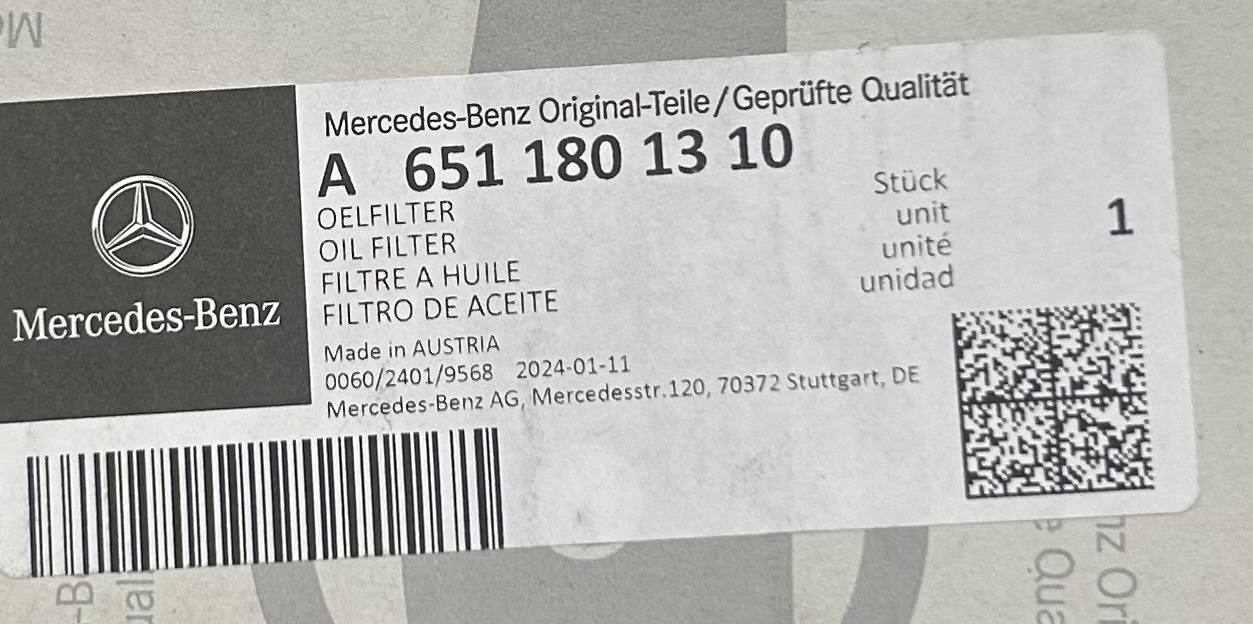 Mercedes-Benz Original-Teile/Geprüfte Qualität
A 651 180 13 10
OELFILTER
OIL FILTER
FILTRE A HUILE
FILTRO DE ACEITE
Stück
unit
unité
unidad
1
Made in AUSTRIA
0060/2401/9568 2024-01-11
Mercedes-Benz AG, Mercedesstr.120, 70372 Stuttgart, DE
Mercedes-Benz